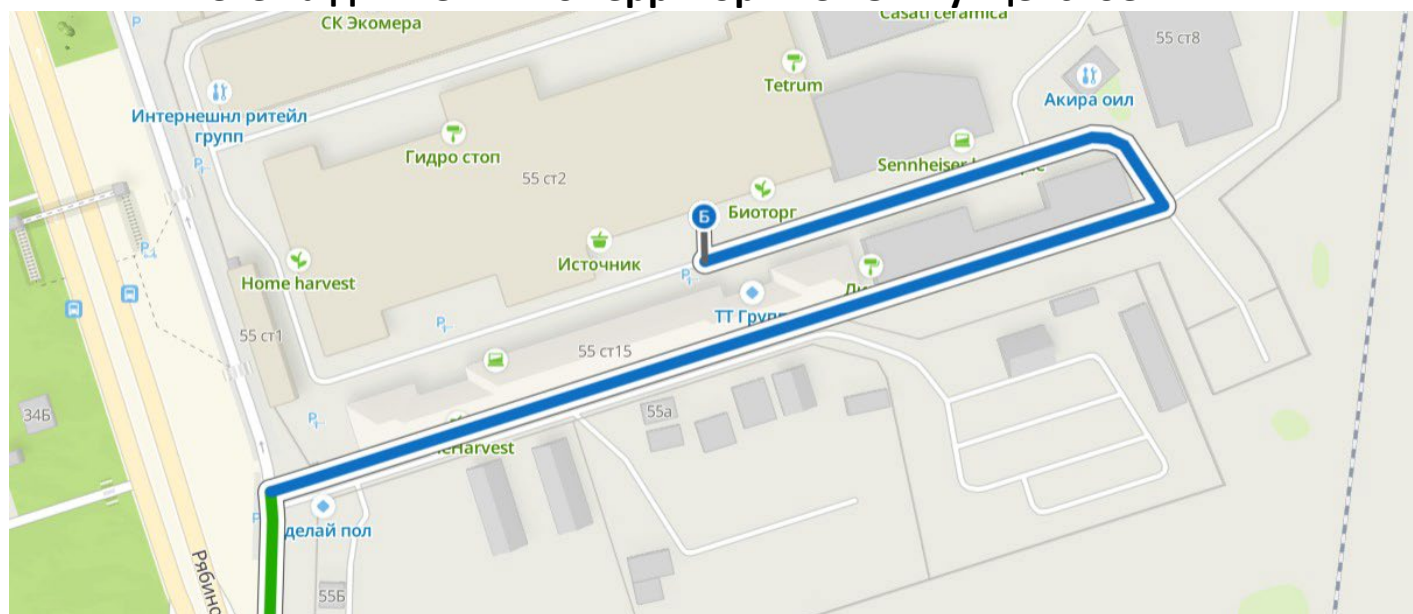 СК Экомера
Casati ceramica
55 ст8
Tetrum
Акира оил
Интернешнл ритейл
групп
Гидро стоп
55 ст2
Sennheiser
Биоторг
Б
Источник
Home harvest
ТТ
55 ст1
55 ст15
34Б
55а
делай пол
Рябино
55Б